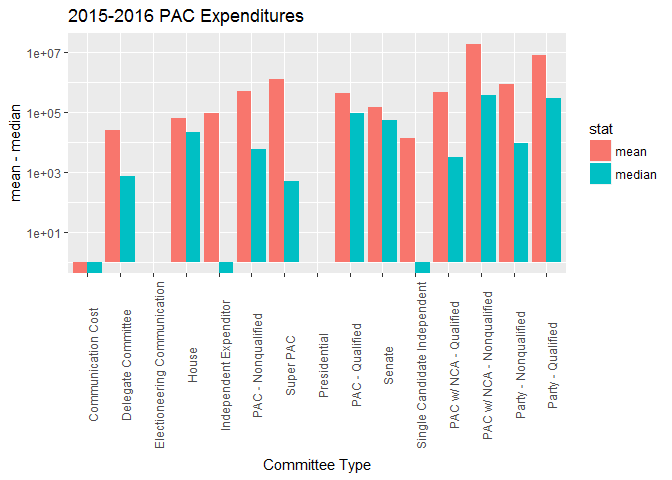 2015-2016 PAC Expenditures
mean - median
1e+07
1e+05
1e+03
1e+01
Communication Cost
Delegate Committee
Electioneering Communication
House
Independent Expenditor
PAC - Nonqualified
Super PAC
Presidential
PAC - Qualified
Senate
Single Candidate Independent
PAC w/ NCA - Qualified
PAC w/ NCA - Nonqualified
Party - Nonqualified
Party - Qualified
Committee Type
stat
mean
median